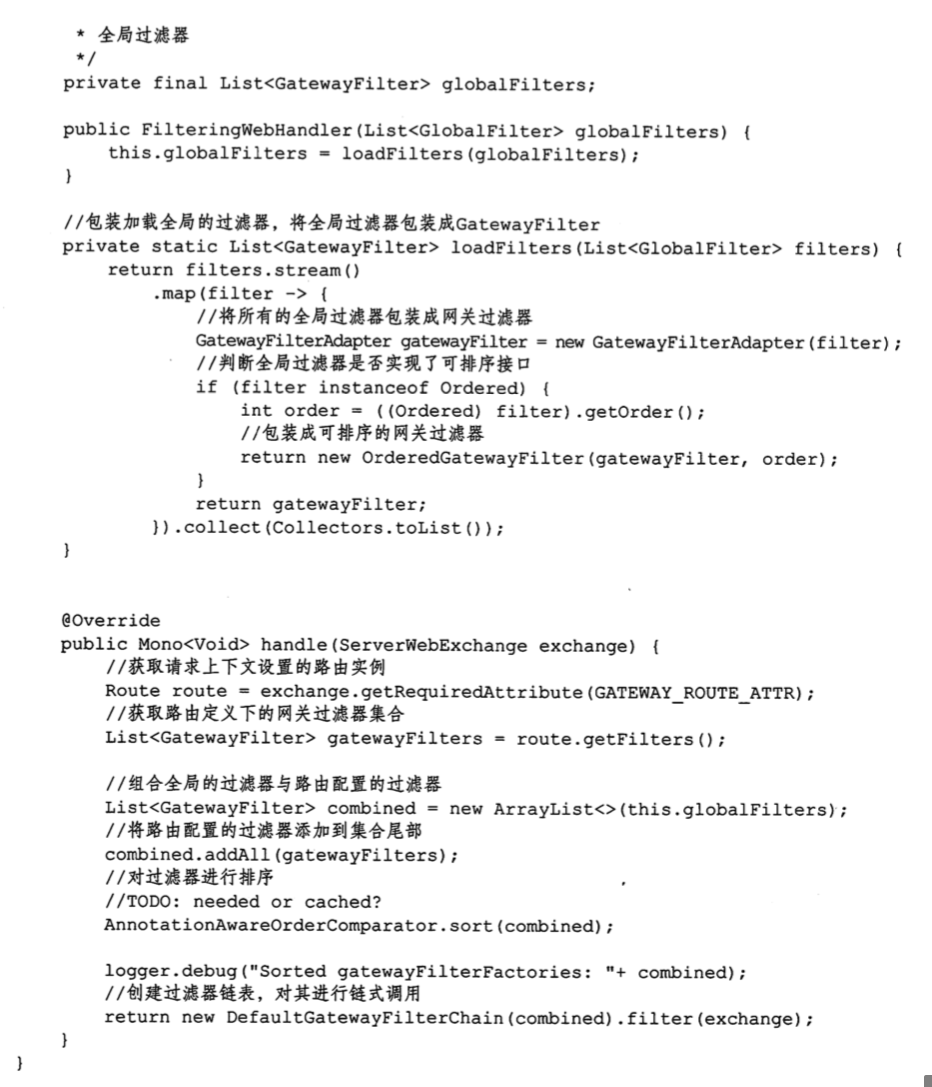 * 全局过滤器
*/
private final List<GatewayFilter> globalFilters;
public FilteringWebHandler(List<GlobalFilter> globalFilters) {
this.globalFilters = loadFilters(globalFilters);
}
//包装加载全局的过滤器，将全局过滤器包装成GatewayFilter
private static List<GatewayFilter> loadFilters(List<GlobalFilter> filters) {
return filters.stream()
.map(filter -> {
//将所有的全局过滤器包装成网关过滤器
GatewayFilterAdapter gatewayFilter = new GatewayFilterAdapter(filter);
//判断全局过滤器是否实现了可排序接口
if (filter instanceof Ordered) {
int order = ((Ordered) filter).getOrder();
//包装成可排序的网关过滤器
return new OrderedGatewayFilter(gatewayFilter, order);
}
return gatewayFilter;
}).collect(Collectors.toList());
}
@Override
public Mono<Void> handle(ServerWebExchange exchange) {
//获取请求上下文设置的路由实例
Route route = exchange.getRequiredAttribute(GATEWAY_ROUTE_ATTR);
//获取路由定义下的网关过滤器集合
List<GatewayFilter> gatewayFilters = route.getFilters();
//组合全局的过滤器与路由配置的过滤器
List<GatewayFilter> combined = new ArrayList<>(this.globalFilters);
//将路由配置的过滤器添加到集合尾部
combined.addAll(gatewayFilters);
//对过滤器进行排序
//TODO: needed or cached?
AnnotationAwareOrderComparator.sort(combined);
logger.debug("Sorted gatewayFilterFactories: "+ combined);
//创建过滤器链表，对其进行链式调用
return new DefaultGatewayFilterChain(combined).filter(exchange);
}
}